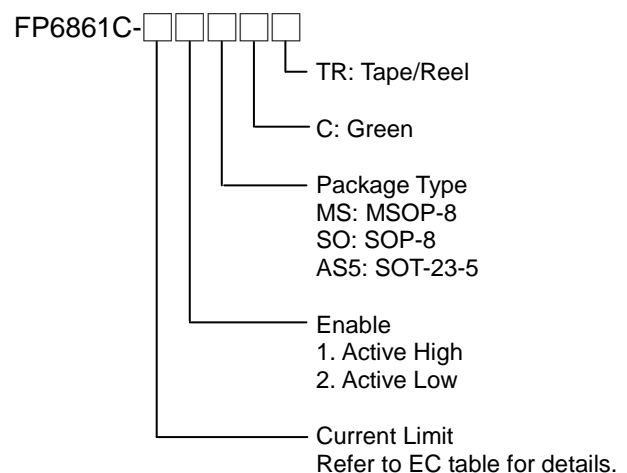 FP6861C-
TR: Tape/Reel
C: Green
Package Type
MS: MSOP-8
SO: SOP-8
AS5: SOT-23-5
Enable
1. Active High
2. Active Low
Current Limit
Refer to EC table for details.